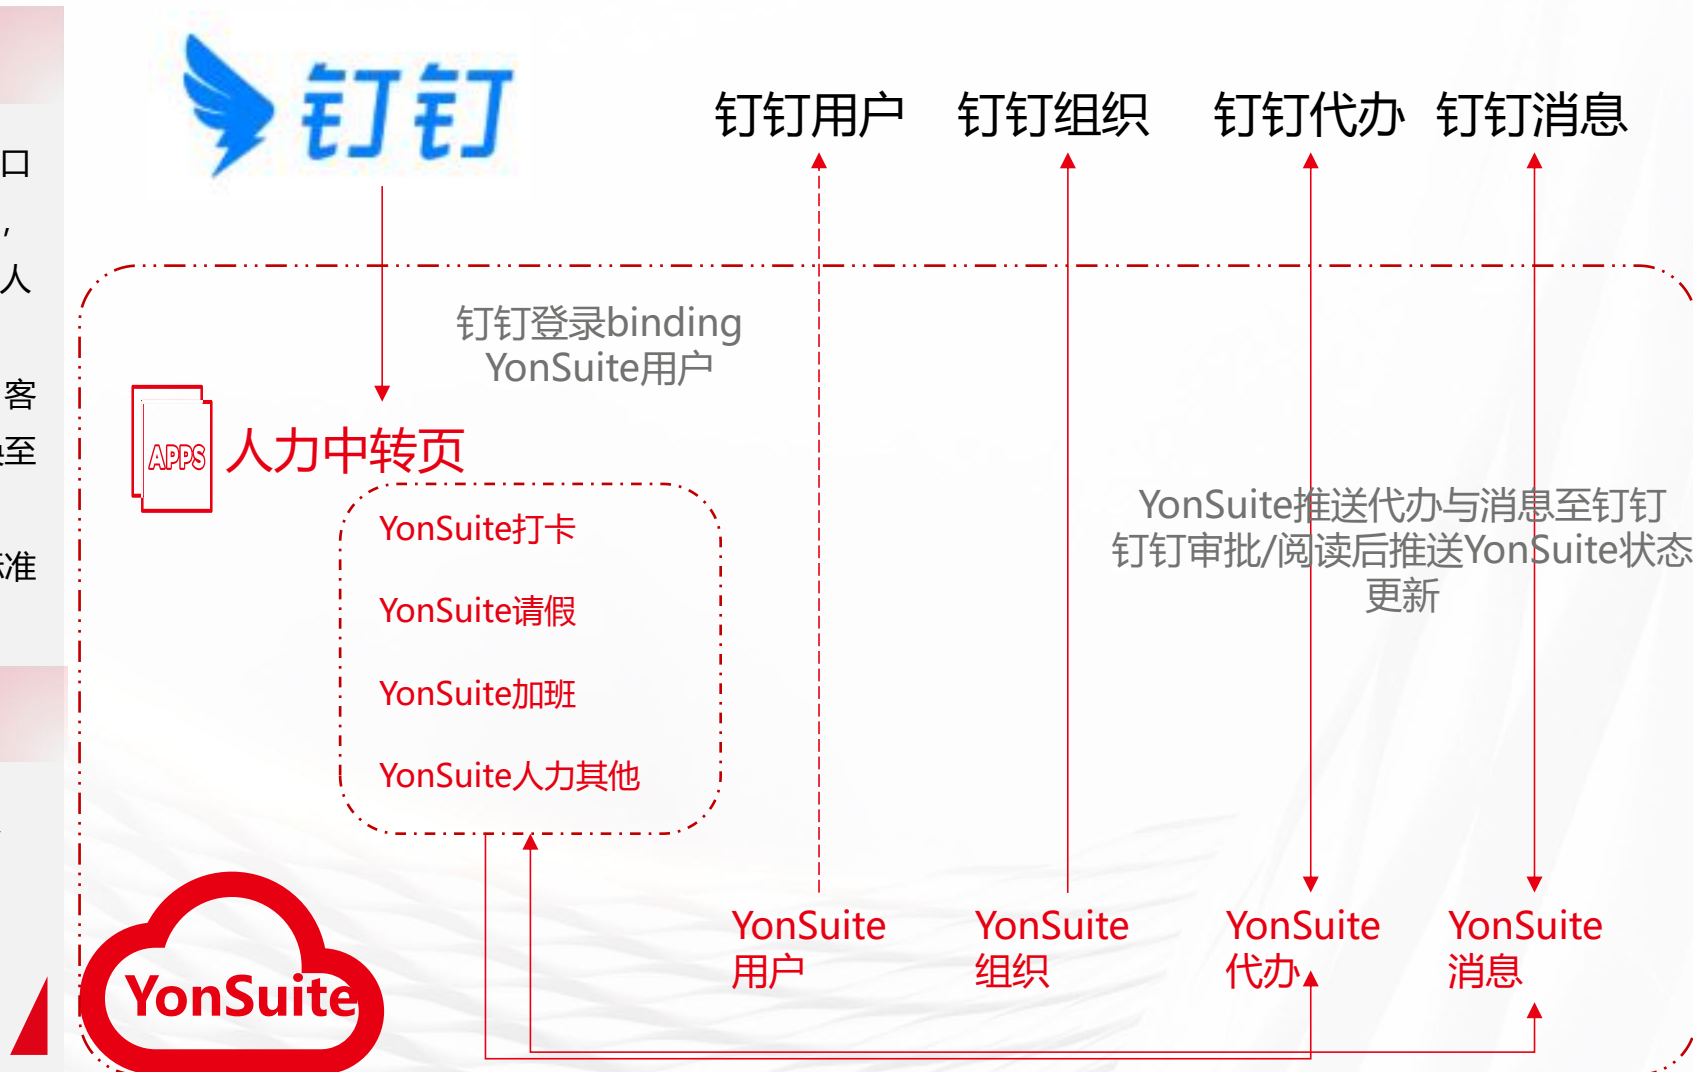 口
，
人
客
至
准
钉钉
钉钉用户
钉钉组织
钉钉代办
钉钉消息
钉钉登录binding
YonSuite用户
APPS
人力中转页
YonSuite打卡
YonSuite请假
YonSuite加班
YonSuite人力其他
YonSuite推送代办与消息至钉钉
钉钉审批/阅读后推送YonSuite状态
更新
YonSuite
用户
YonSuite
组织
YonSuite
代办
YonSuite
消息
YonSuite